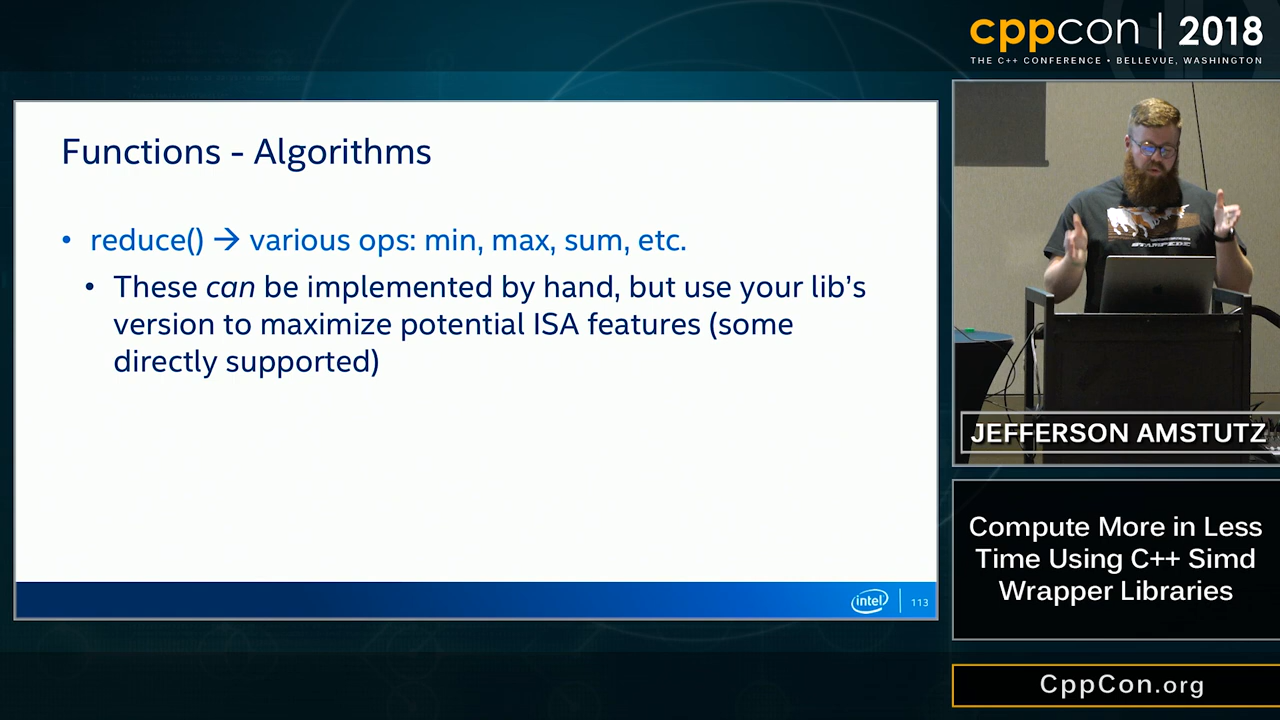 cppcon | 2018
THE C++ CONFERENCE • BELLEVUE, WASHINGTON
Functions - Algorithms
• reduce() → various ops: min, max, sum, etc.
• These can be implemented by hand, but use your lib's
version to maximize potential ISA features (some
directly supported)
intel
113
STAMPEDE
JEFFERSON AMSTUTZ
Compute More in Less
Time Using C++ Simd
Wrapper Libraries
CppCon.org